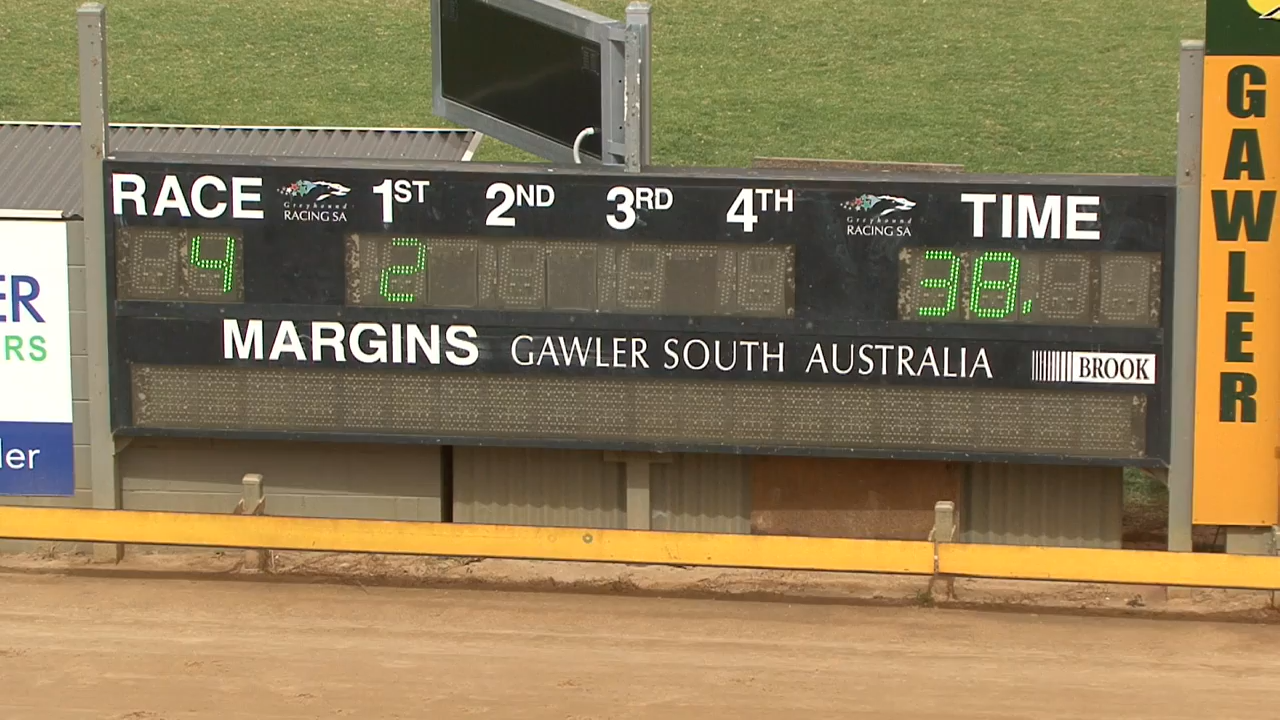 RACE
Greyhound
RACING SA
1ST 2ND 3RD 4TH
Greyhound
RACING SA
TIME
4 2 38.
MARGINS GAWLER SOUTH AUSTRALIA BROOK
ER
RS
ler
GAWLER